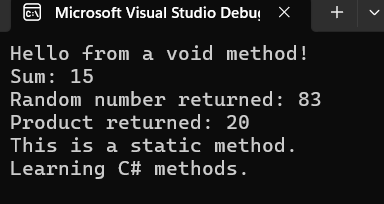 Microsoft Visual Studio Debug
Hello from a void method!
Sum: 15
Random number returned: 83
Product returned: 20
This is a static method.
Learning C# methods.